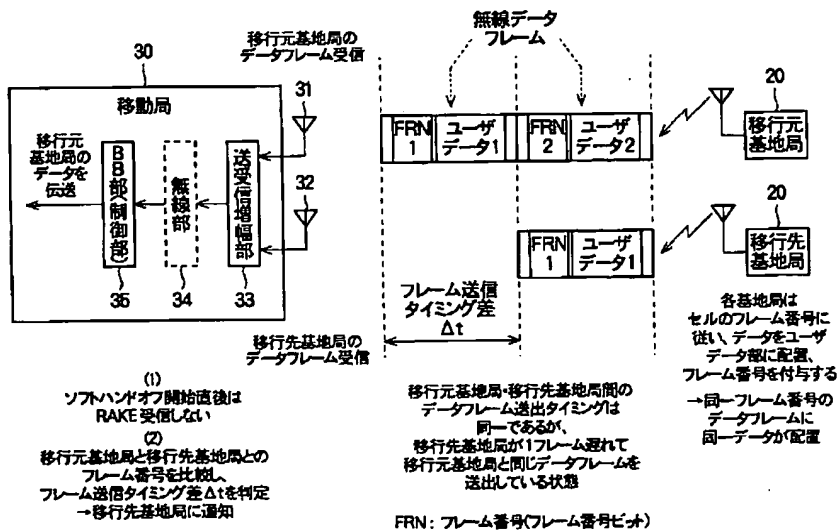 無線データ
フレーム
移行元基地局の
データフレーム受信
30
31
移動局
移行元
基地局の
データを
伝送
BB部(制御部)
無線部
送受信増幅部
32
35
34
33
移行先基地局の
データフレーム受信
FRN
1
ユーザ
データ1
FRN
2
ユーザ
データ2
20
移行元
基地局
FRN
1
ユーザ
データ1
20
移行先
基地局
フレーム送信
タイミング差
Δt
(1)
ソフトハンドオフ開始直後は
RAKE受信しない
(2)
移行元基地局と移行先基地局との
フレーム番号を比較し、
フレーム送信タイミング差Δtを判定
→移行先基地局に通知
移行元基地局・移行先基地局間の
データフレーム送出タイミングは
同一であるが、
移行先基地局が1フレーム遅れて
移行元基地局と同じデータフレームを
送出している状態
FRN: フレーム番号(フレーム番号ビット)
各基地局は
セルのフレーム番号に
従い、データをユーザ
データ部に配置、
フレーム番号を付与する
→同一フレーム番号の
データフレームに
同一データが配置